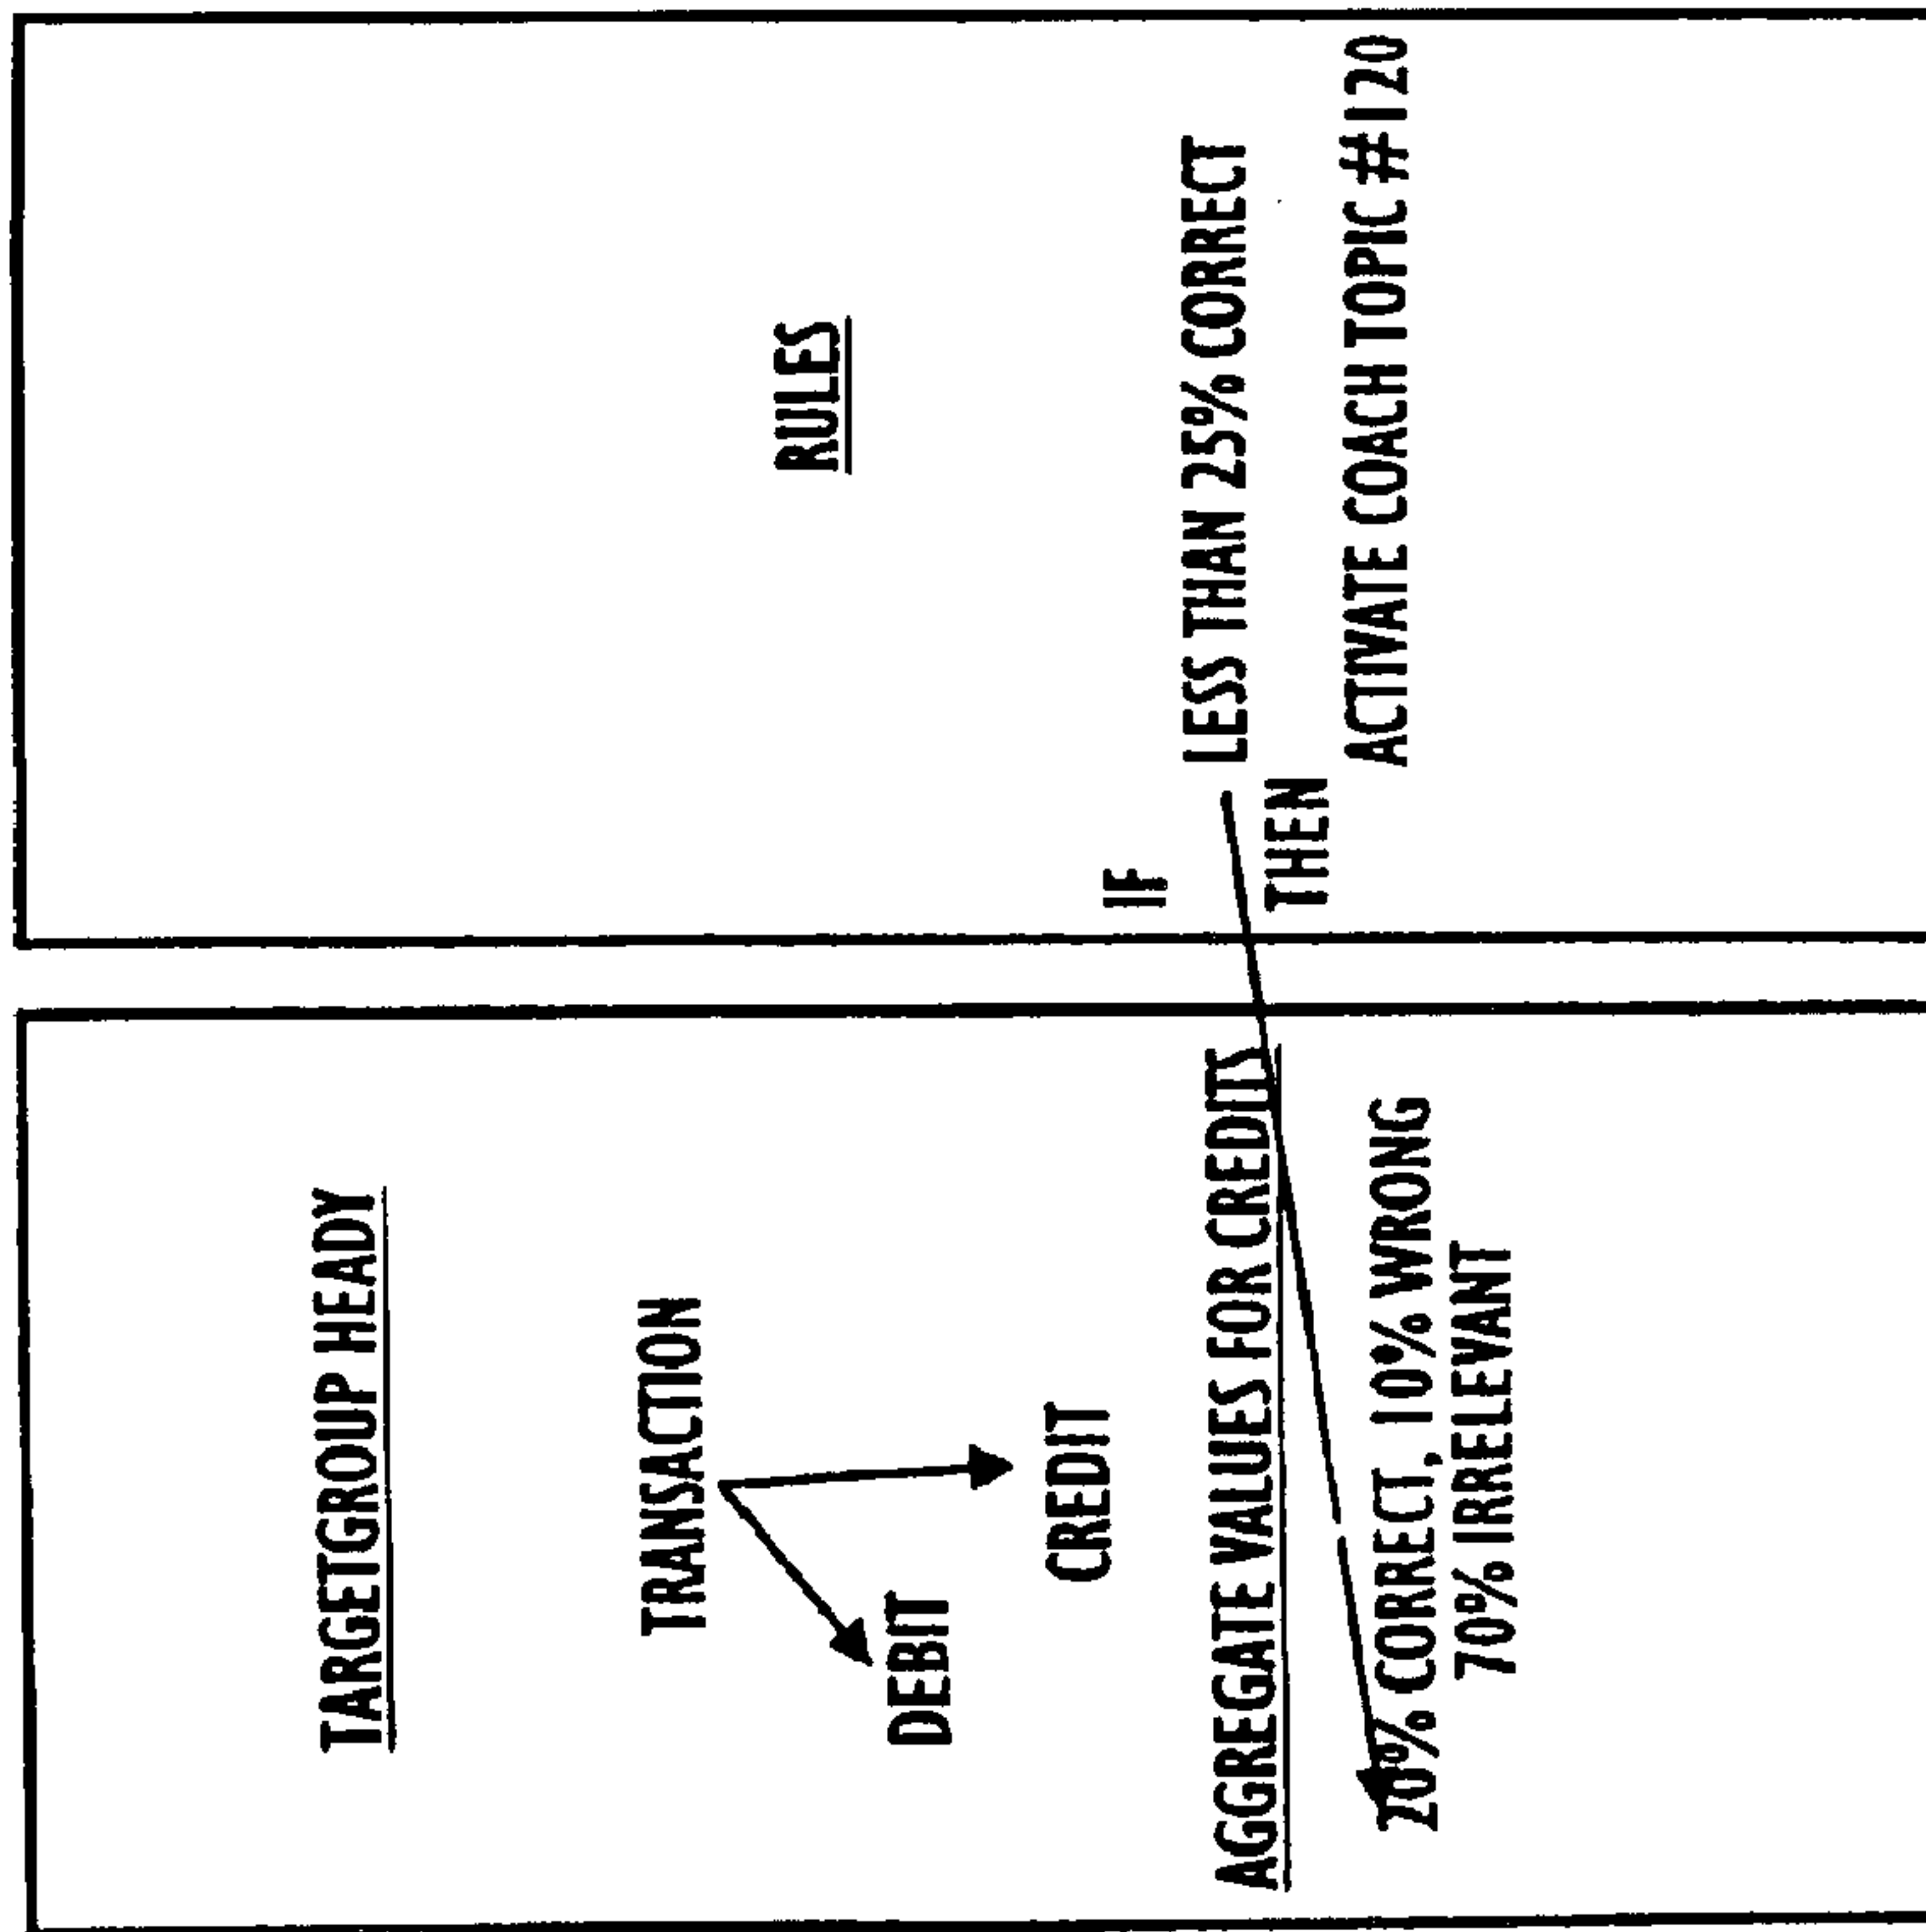 TARGETGROUP HEADY
TRANSACTION
DEBIT
CREDIT
AGGREGATE VALUES FOR CREDITS
20% CORRECT, 10% WRONG
70% IRRELEVANT
RULES
IF
LESS THAN 25% CORRECT
THEN
ACTIVATE COACH TOPIC #120